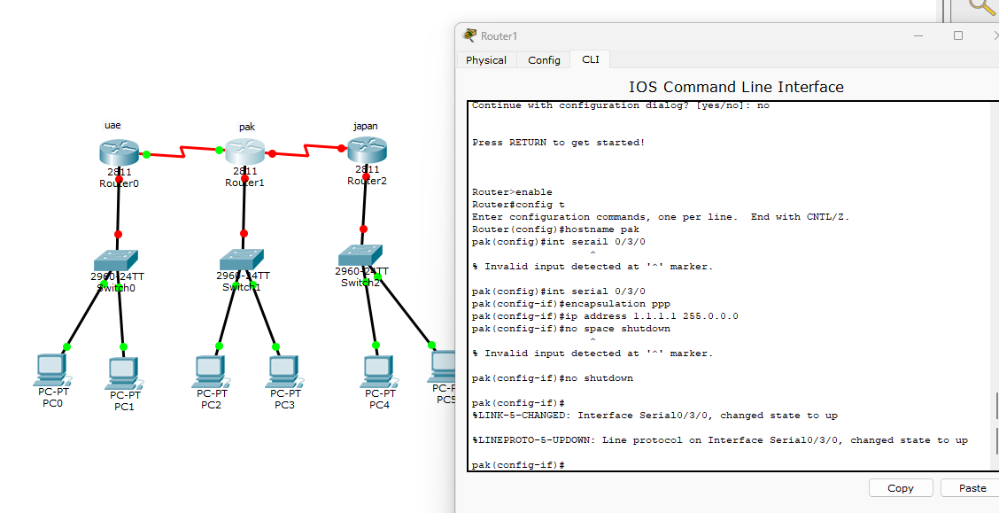 uae
pak
japan
2811
Router0
2811
Router1
2811
Router2
2960-24TT
Switch0
2960-24TT
Switch1
2960-24TT
Switch2
PC-PT
PC0
PC-PT
PC1
PC-PT
PC2
PC-PT
PC3
PC-PT
PC4
PC-P
PC5
Router1
Physical
Config
CLI
IOS Command Line Interface
Continue with configuration dialog? [yes/no]: no
Press RETURN to get started!
Router>enable
Router#config t
Enter configuration commands, one per line.  End with CNTL/Z.
Router(config)#hostname pak
pak(config)#int serail 0/3/0
^
% Invalid input detected at '^' marker.
pak(config)#int serial 0/3/0
pak(config-if)#encapsulation ppp
pak(config-if)#ip address 1.1.1.1 255.0.0.0
pak(config-if)#no space shutdown
^
% Invalid input detected at '^' marker.
pak(config-if)#no shutdown
pak(config-if)#
%LINK-5-CHANGED: Interface Serial0/3/0, changed state to up
%LINEPROTO-5-UPDOWN: Line protocol on Interface Serial0/3/0, changed state to up
pak(config-if)#
Copy
Paste